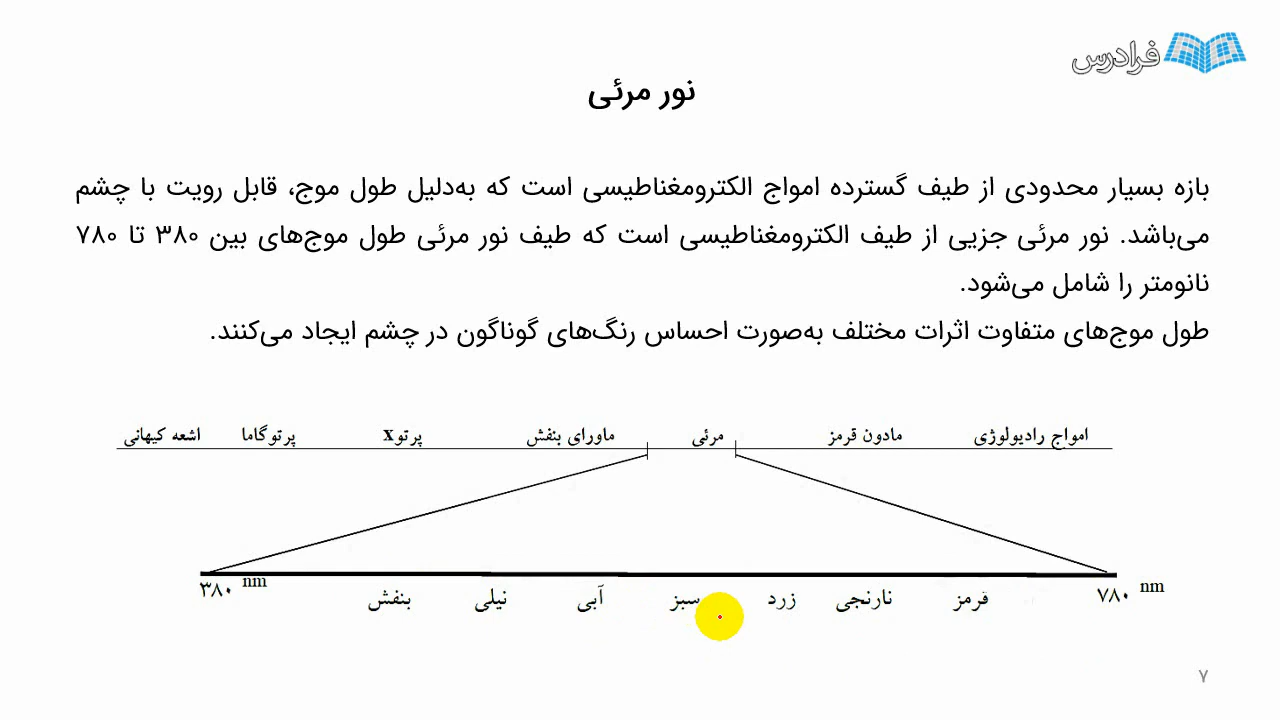 فرادرس
نور مرئی
بازه بسیار محدودی از طیف گسترده امواج الکترومغناطیسی است که به‌دلیل طول موج، قابل رویت با چشم
می‌باشد. نور مرئی جزیی از طیف الکترومغناطیسی است که طیف نور مرئی طول موج‌های بین ۳۸۰ تا ۷۸۰
نانومتر را شامل می‌شود.
طول موج‌های متفاوت اثرات مختلف به‌صورت احساس رنگ‌های گوناگون در چشم ایجاد می‌کنند.
اشعه کیهانی پرتوگاما پرتوx ماورای بنفش مرئی مادون قرمز امواج رادیولوژی
۳۸۰ nm ۷۸۰ nm
بنفش نیلی آبی سبز زرد نارنجی قرمز
۷